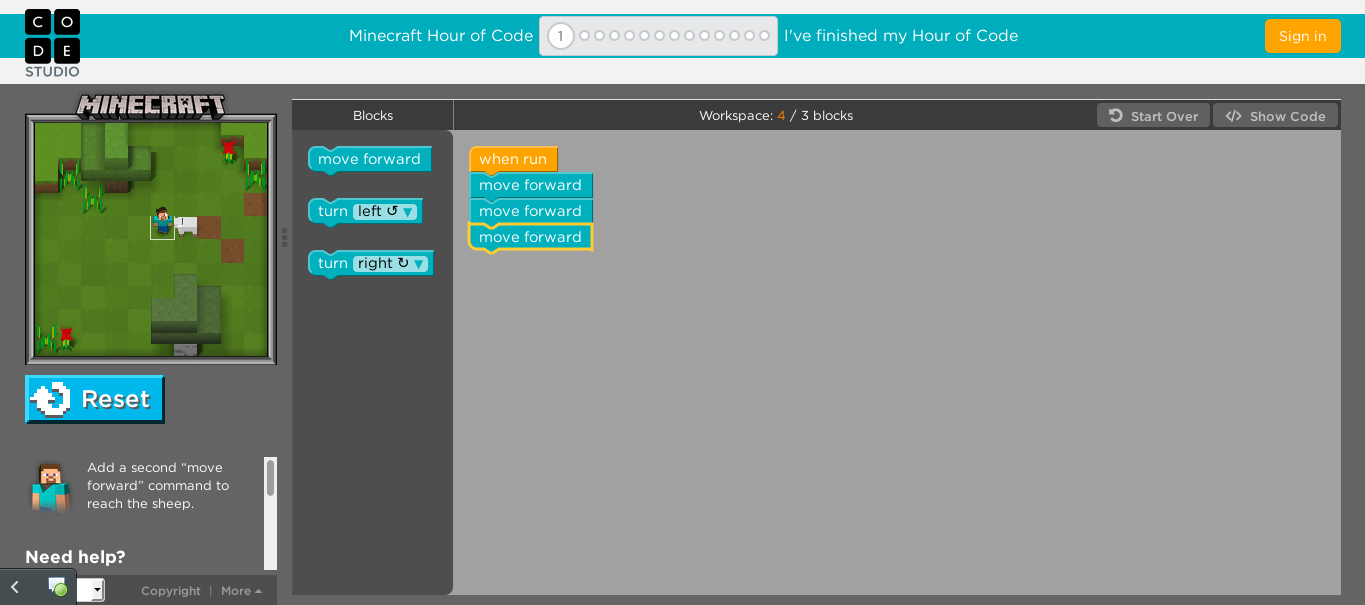 C O
D E
STUDIO
Minecraft Hour of Code
1
I've finished my Hour of Code
Sign in
MINECRAFT
Blocks
Workspace: 4 / 3 blocks
Start Over
</> Show Code
move forward
turn left ↺ ▼
turn right ↻ ▼
when run
move forward
move forward
move forward
Reset
Add a second “move
forward” command to
reach the sheep.
Need help?
Copyright | More